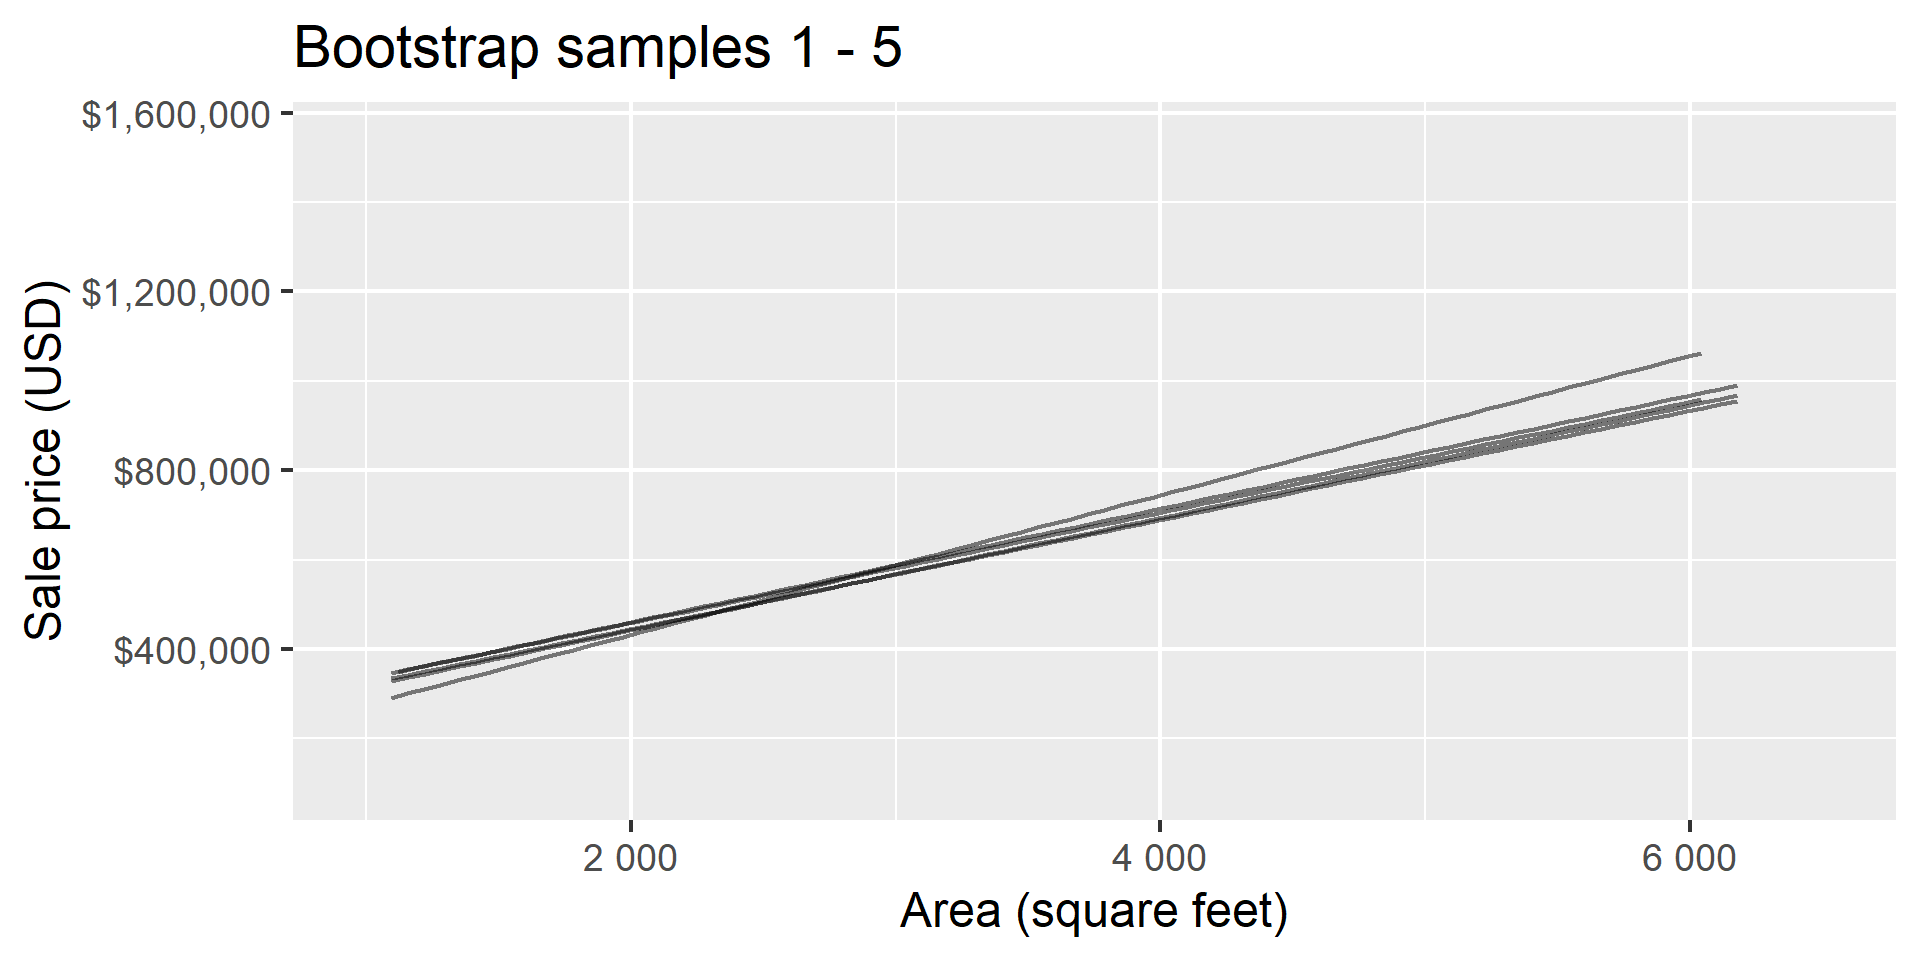 Bootstrap samples 1 - 5
Sale price (USD)
$1,600,000
$1,200,000
$800,000
$400,000
2 000
4 000
6 000
Area (square feet)